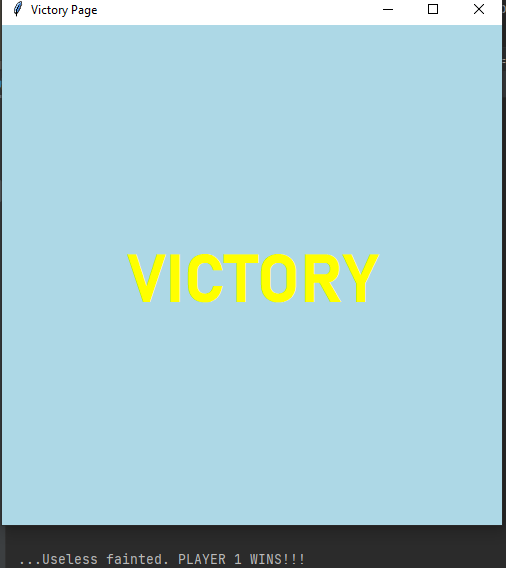 Victory Page
VICTORY
...Useless fainted. PLAYER 1 WINS!!!